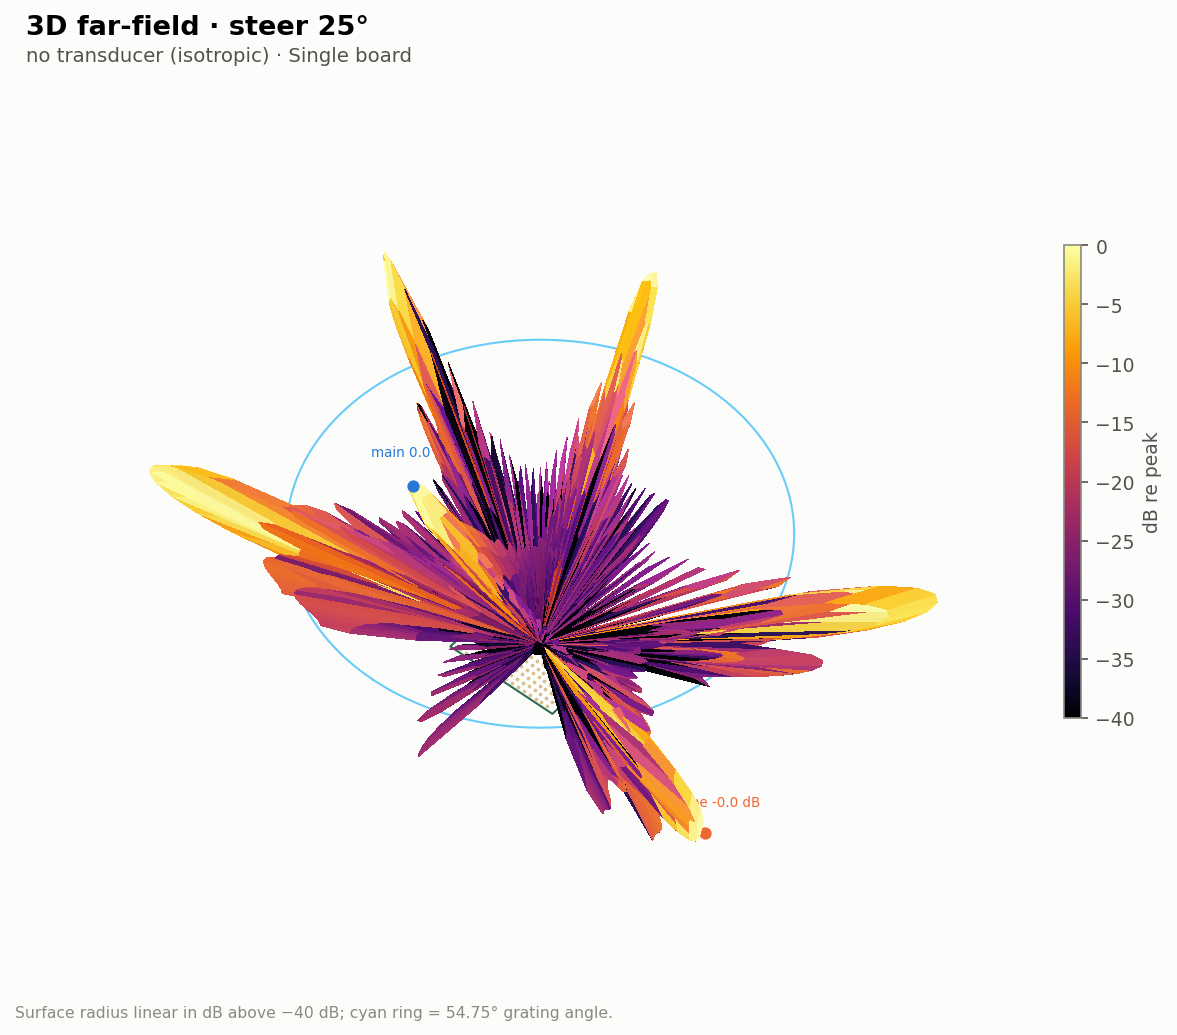 3D far-field · steer 25°
no transducer (isotropic) · Single board
main 0.0
-0.0 dB
0
−5
−10
−15
−20
−25
−30
−35
−40
dB re peak
Surface radius linear in dB above −40 dB; cyan ring = 54.75° grating angle.